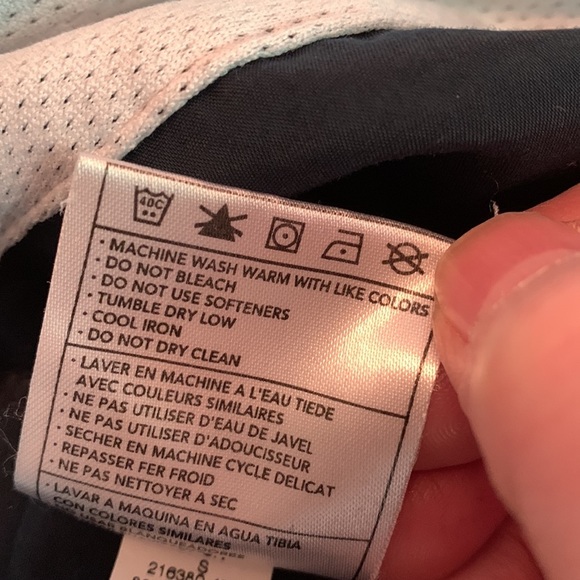 40C
· MACHINE WASH WARM WITH LIKE COLORS
· DO NOT BLEACH
· DO NOT USE SOFTENERS
· TUMBLE DRY LOW
· COOL IRON
· DO NOT DRY CLEAN
· LAVER EN MACHINE A L'EAU TIEDE
AVEC COULEURS SIMILAIRES
· NE PAS UTILISER D'EAU DE JAVEL
· NE PAS UTILISER D'ADOUCISSEUR
· SECHER EN MACHINE CYCLE DELICAT
· REPASSER FER FROID
· NE PAS NETTOYER A SEC
· LAVAR A MAQUINA EN AGUA TIBIA
CON COLORES SIMILARES
USAR BLANQUEADORES
S